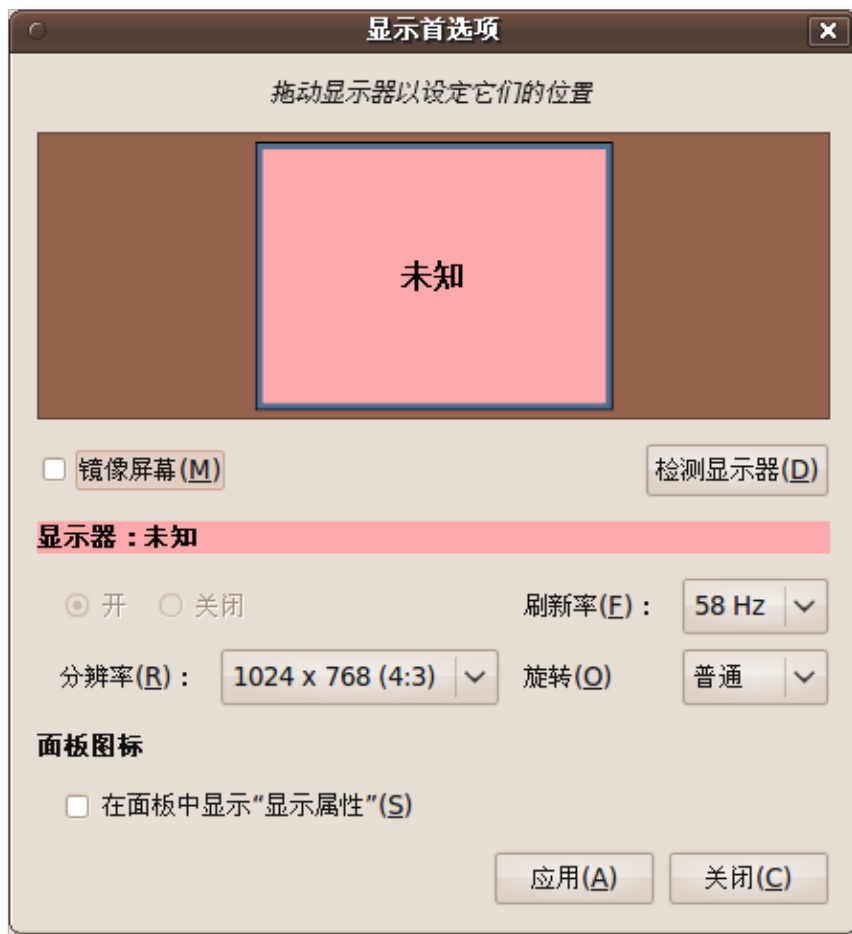 显示首选项
拖动显示器以设定它们的位置
未知
镜像屏幕(M)
检测显示器(D)
显示器：未知
开 关闭
刷新率(F)： 58 Hz
分辨率(R)： 1024 x 768 (4:3)
旋转(O) 普通
面板图标
在面板中显示“显示属性”(S)
应用(A) 关闭(C)